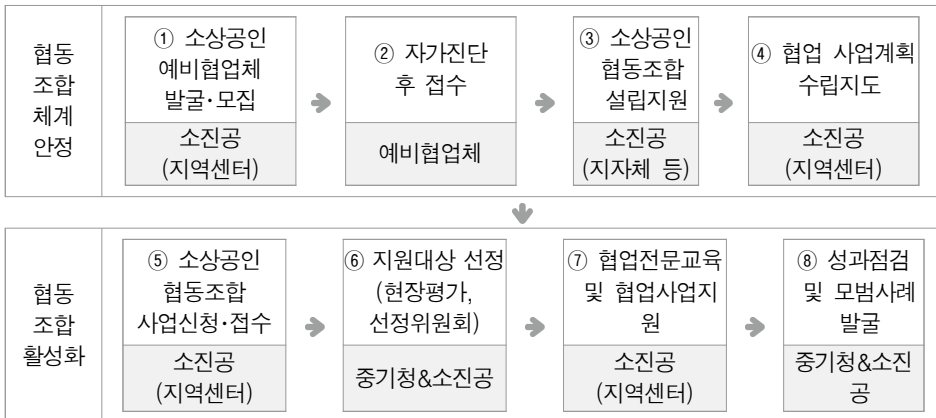 협동
조합
체계
안정
① 소상공인
예비협업체
발굴·모집
소진공
(지역센터)
② 자가진단
후 접수
예비협업체
③ 소상공인
협동조합
설립지원
소진공
(지자체 등)
④ 협업 사업계획
수립지도
소진공
(지역센터)
협동
조합
활성화
⑤ 소상공인
협동조합
사업신청·접수
소진공
(지역센터)
⑥ 지원대상 선정
(현장평가,
선정위원회)
중기청&소진공
⑦ 협업전문교육
및 협업사업지
원
소진공
(지역센터)
⑧ 성과점검
및 모범사례
발굴
중기청&소진
공